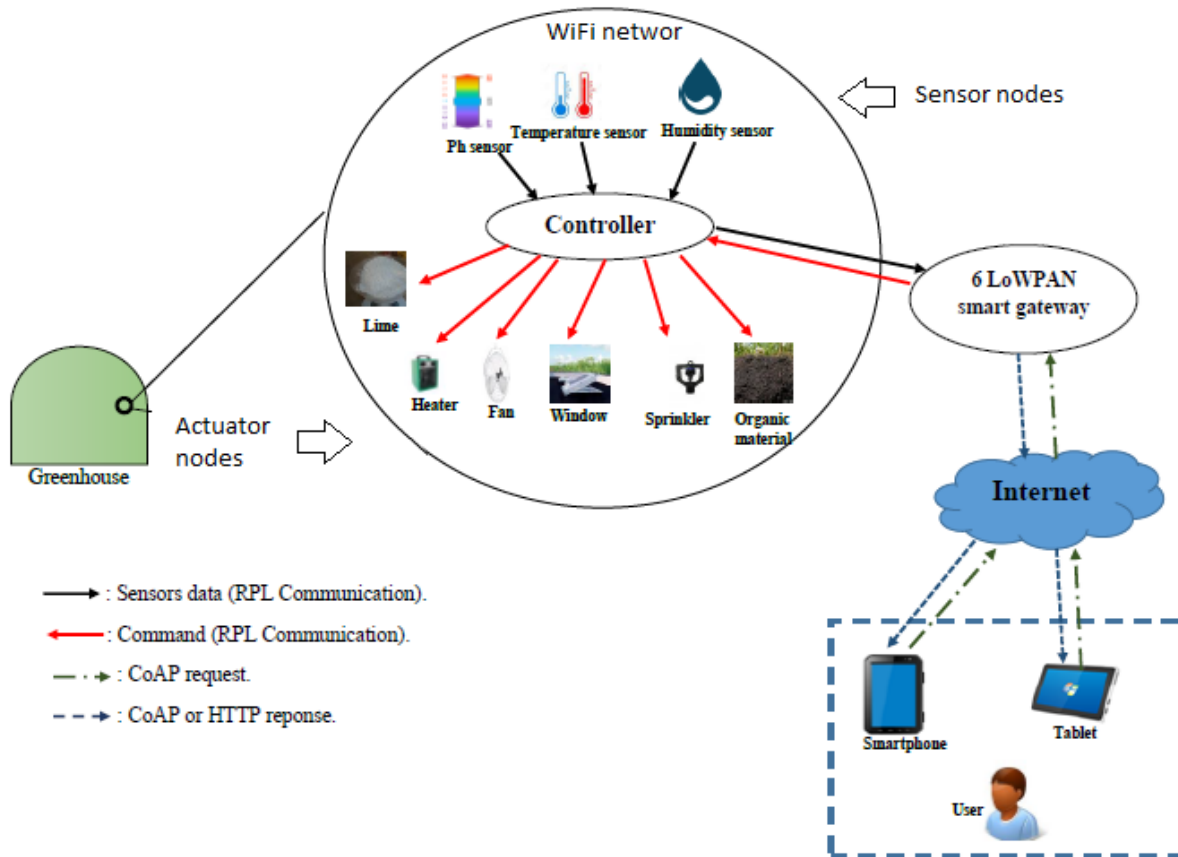 WiFi networ
Sensor nodes
Ph sensor
Temperature sensor
Humidity sensor
Controller
6 LoWPAN
smart gateway
Lime
Heater
Fan
Window
Sprinkler
Organic
material
Actuator
nodes
Greenhouse
Internet
: Sensors data (RPL Communication).
: Command (RPL Communication).
: CoAP request.
: CoAP or HTTP reponse.
Smartphone
Tablet
User